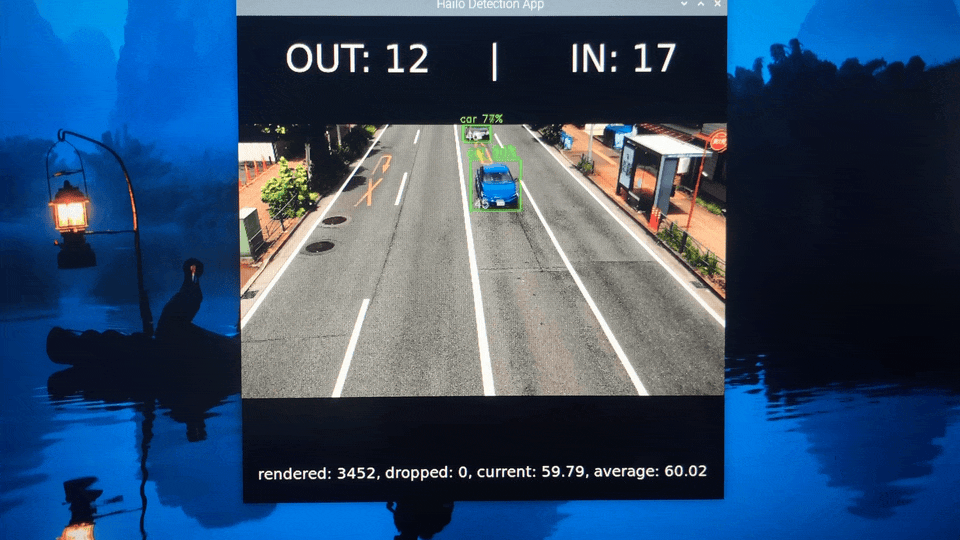 Hailo Detection App
OUT: 12 | IN: 17
car 77%
rendered: 3452, dropped: 0, current: 59.79, average: 60.02